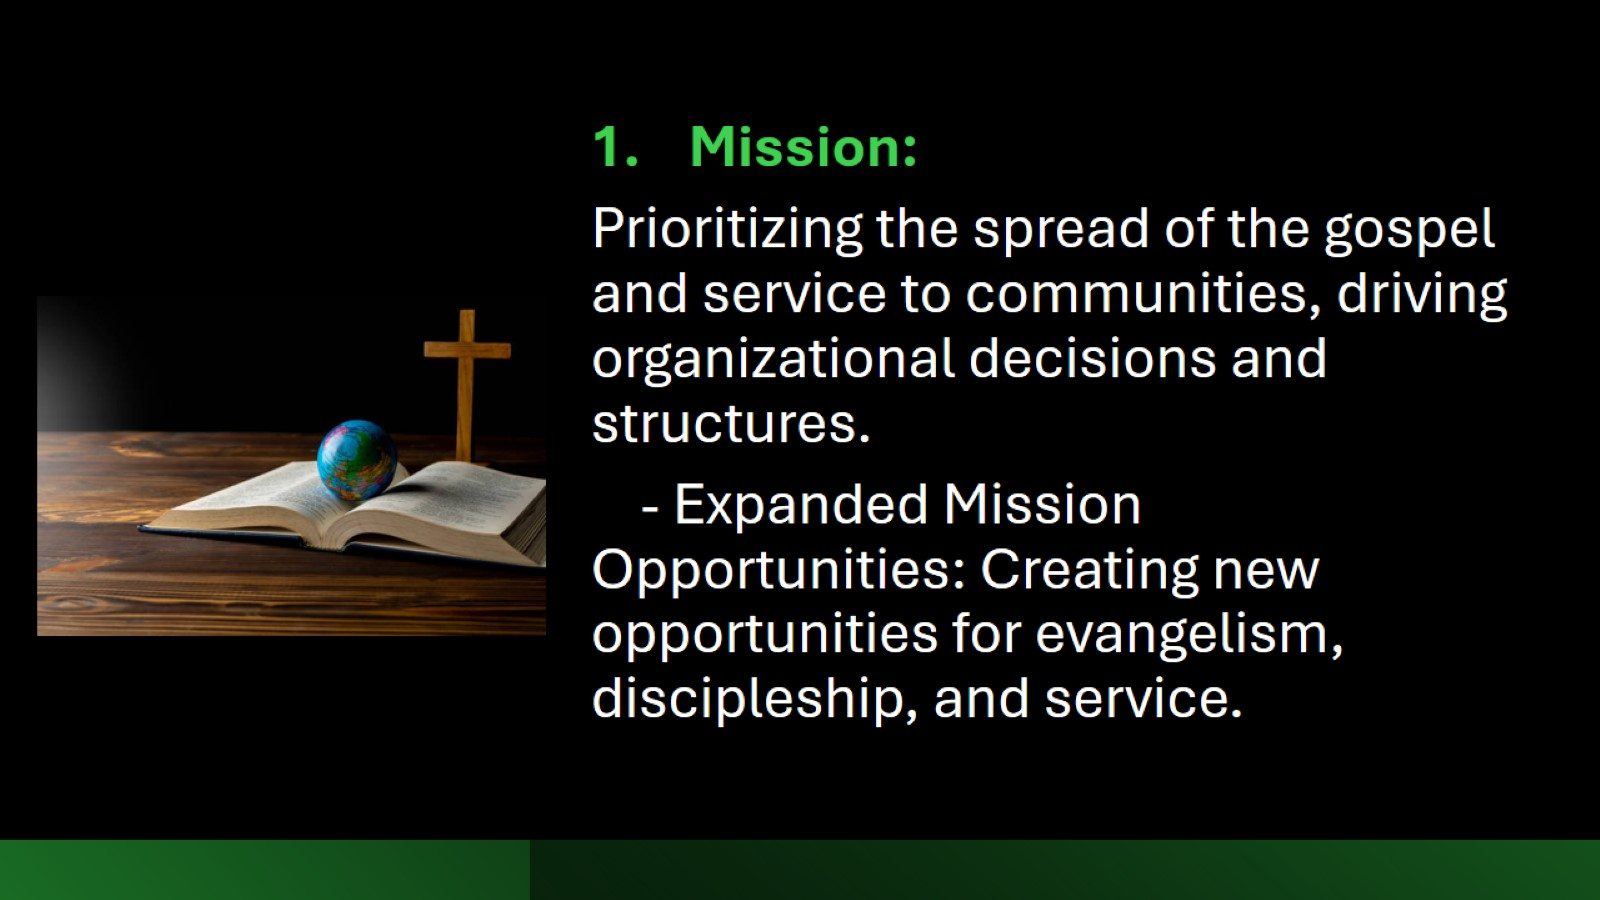 1. Mission:
Prioritizing the spread of the gospel
and service to communities, driving
organizational decisions and
structures.
- Expanded Mission
Opportunities: Creating new
opportunities for evangelism,
discipleship, and service.